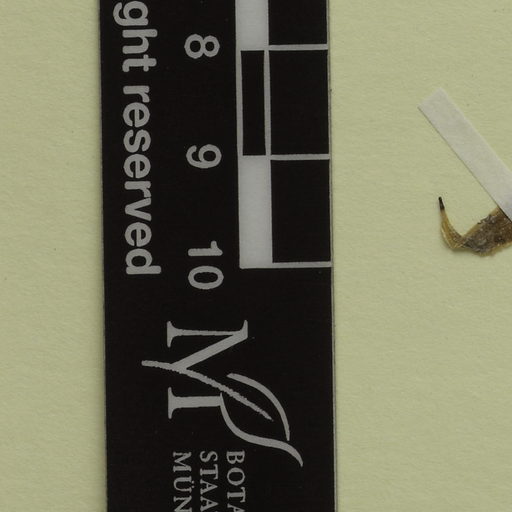 ght reserved
8
9
10
M
BOTA
STAA
MÜN